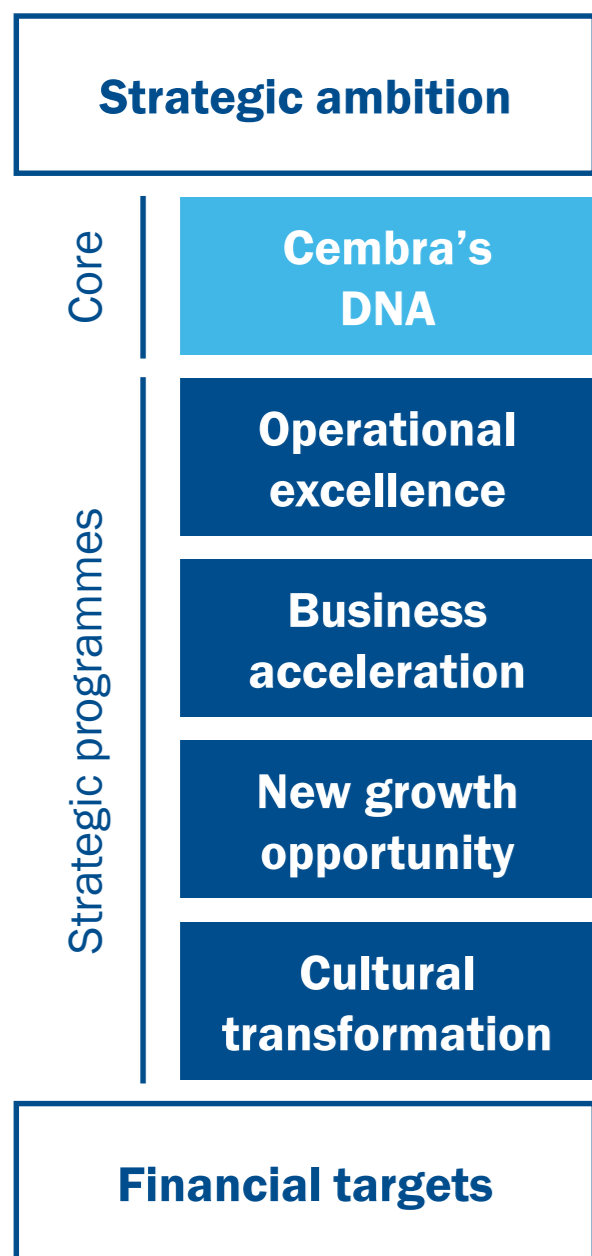 Strategic ambition
Core
Cembra’s
DNA
Strategic programmes
Operational
excellence
Business
acceleration
New growth
opportunity
Cultural
transformation
Financial targets